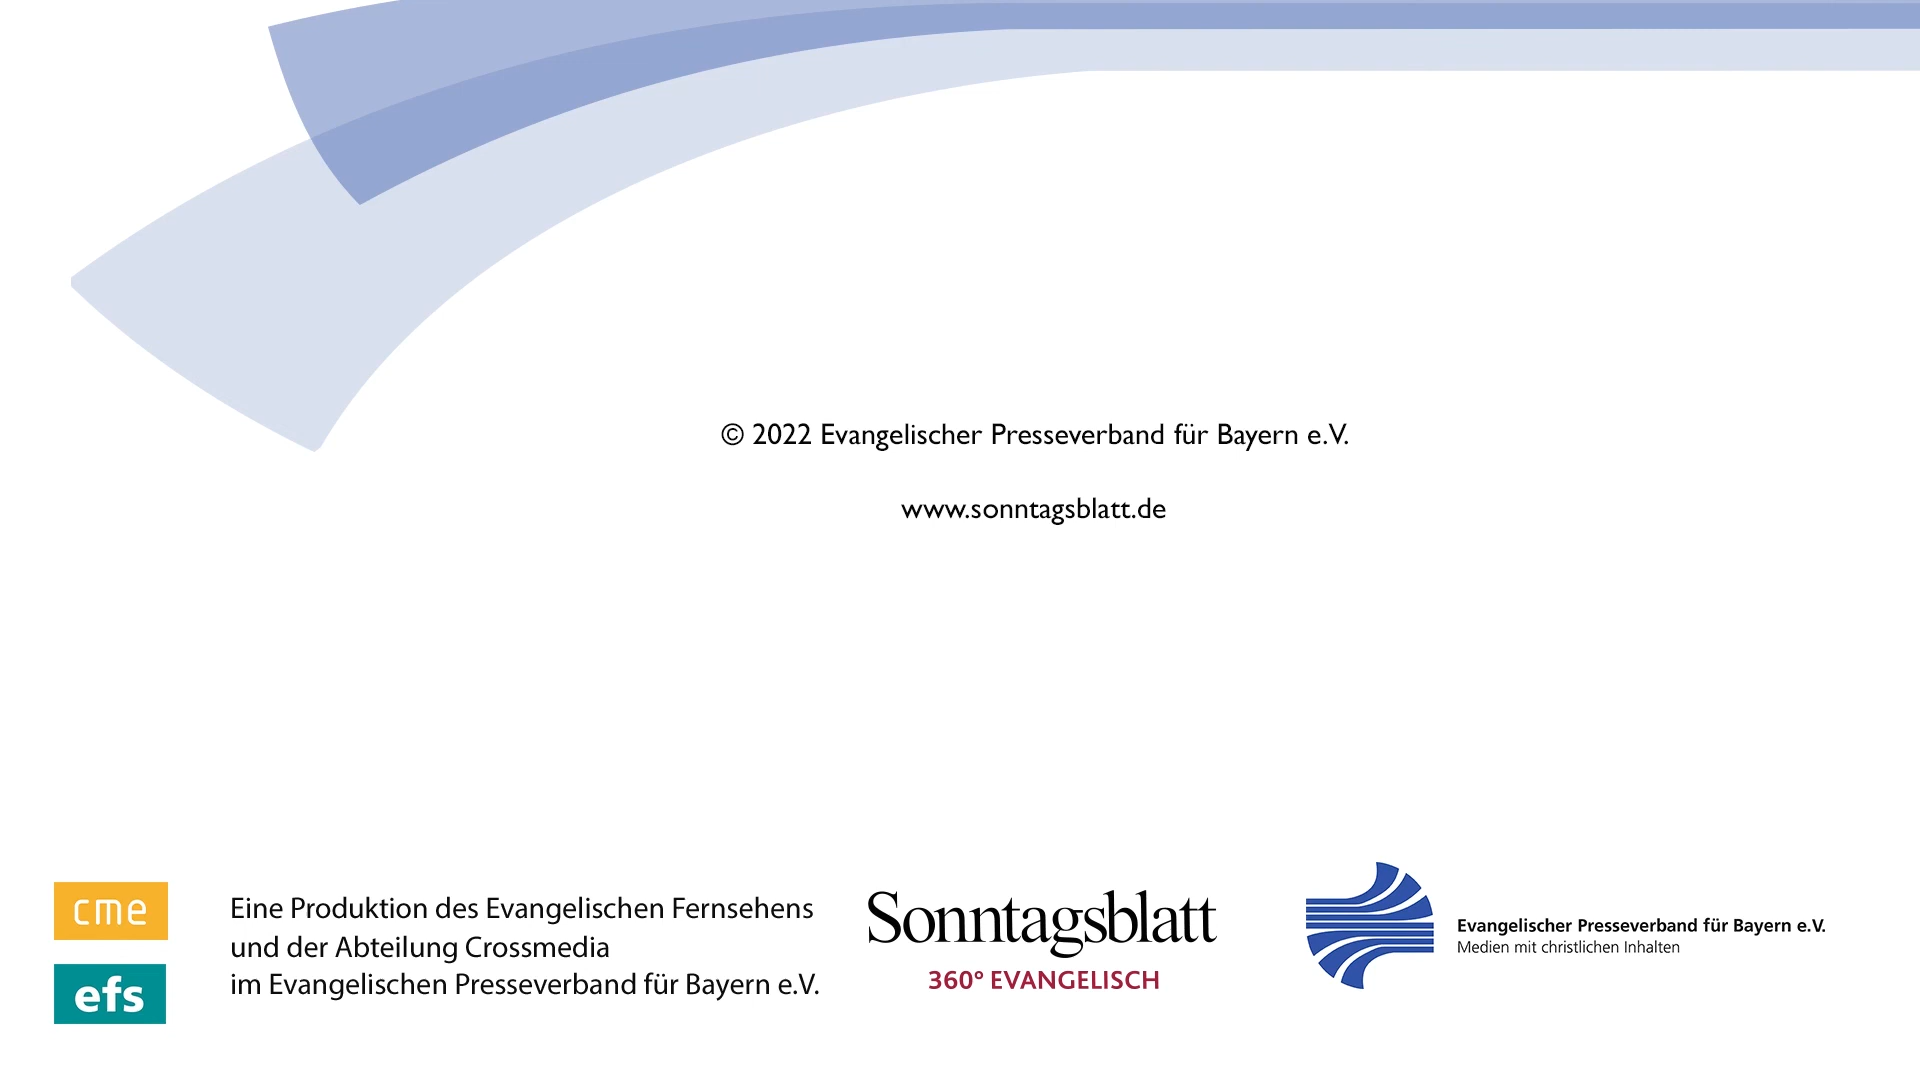 © 2022 Evangelischer Presseverband für Bayern e.V.
www.sonntagsblatt.de
cme
efs
Eine Produktion des Evangelischen Fernsehens
und der Abteilung Crossmedia
im Evangelischen Presseverband für Bayern e.V.
Sonntagsblatt
360° EVANGELISCH
Evangelischer Presseverband für Bayern e.V.
Medien mit christlichen Inhalten